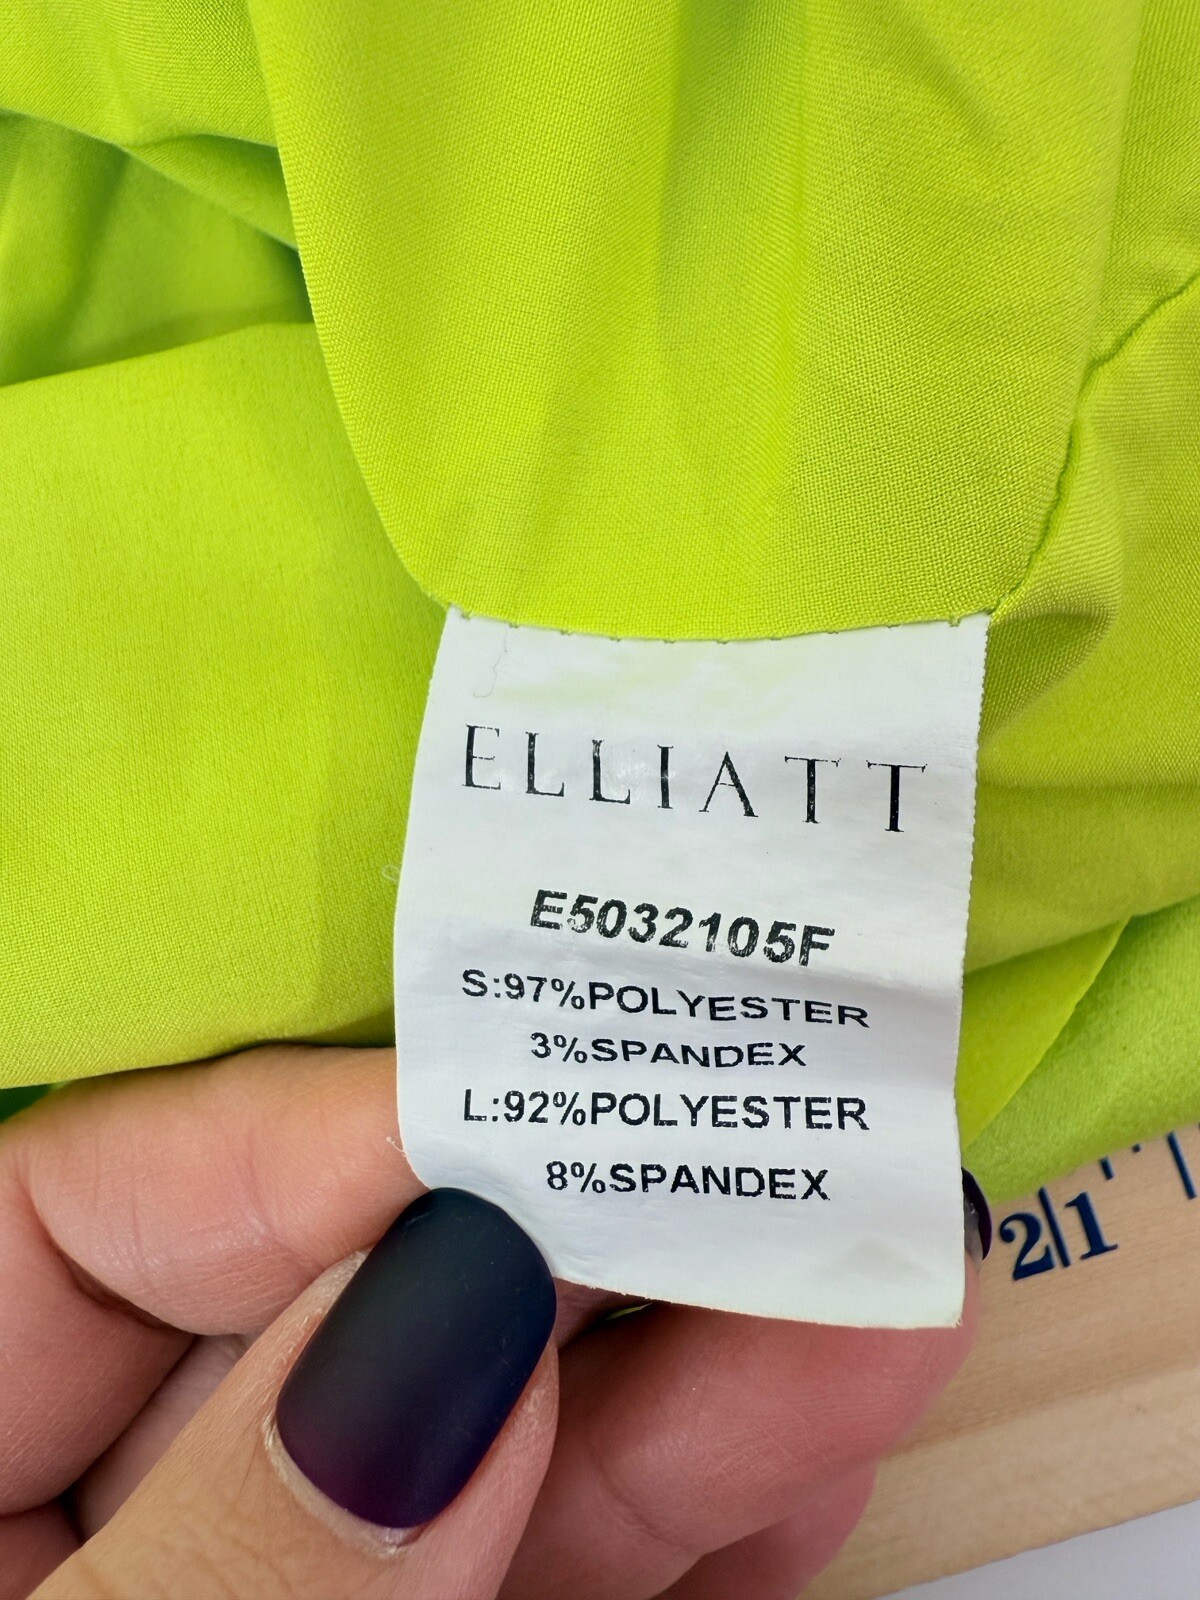 ELLIATT
E5032105F
S:97%POLYESTER
3%SPANDEX
L:92%POLYESTER
8%SPANDEX
21